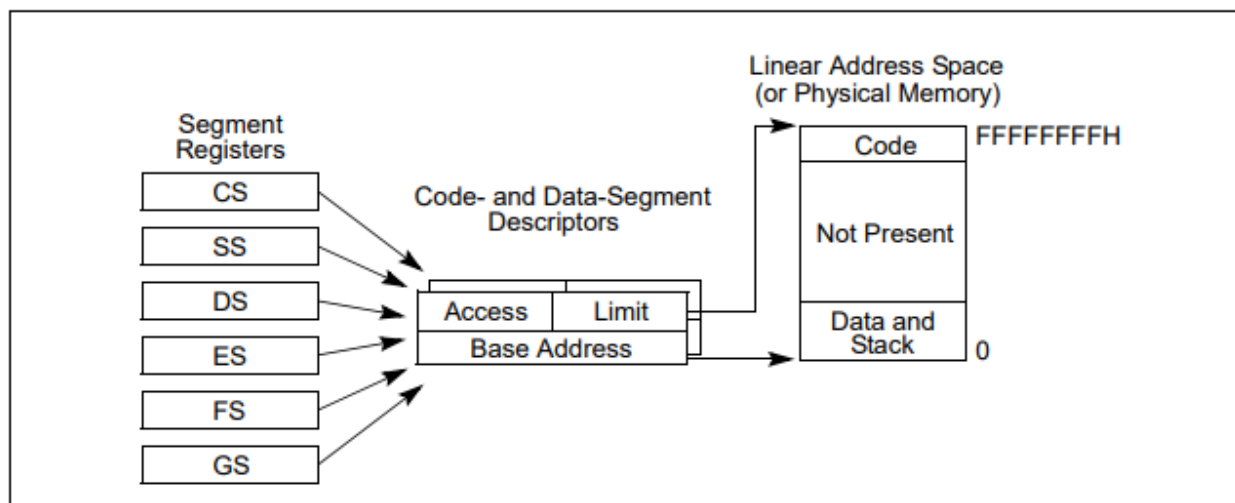 Segment
Registers
CS
SS
DS
ES
FS
GS
Code- and Data-Segment
Descriptors
Access
Limit
Base Address
Linear Address Space
(or Physical Memory)
Code
FFFFFFFFH
Not Present
Data and
Stack
0